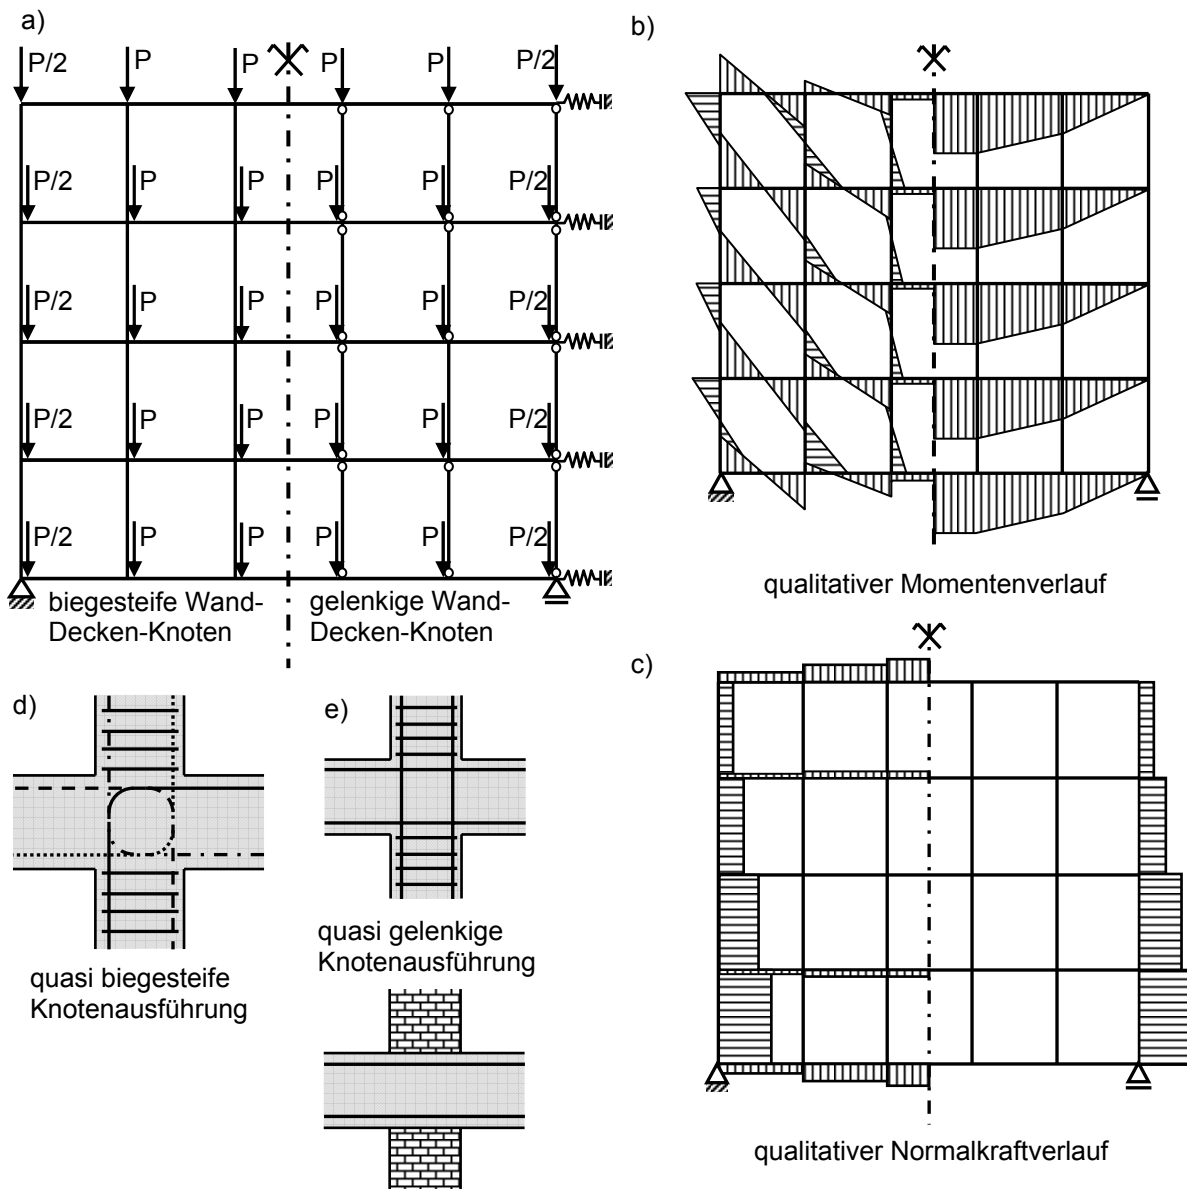 a)
P/2 P P P P P/2
P/2 P P P P P/2
P/2 P P P P P/2
P/2 P P P P P/2
P/2 P P P P P/2
biegesteife Wand-
Decken-Knoten
gelenkige Wand-
Decken-Knoten
b)
qualitativer Momentenverlauf
c)
qualitativer Normalkraftverlauf
d)
quasi biegesteife
Knotenausführung
e)
quasi gelenkige
Knotenausführung